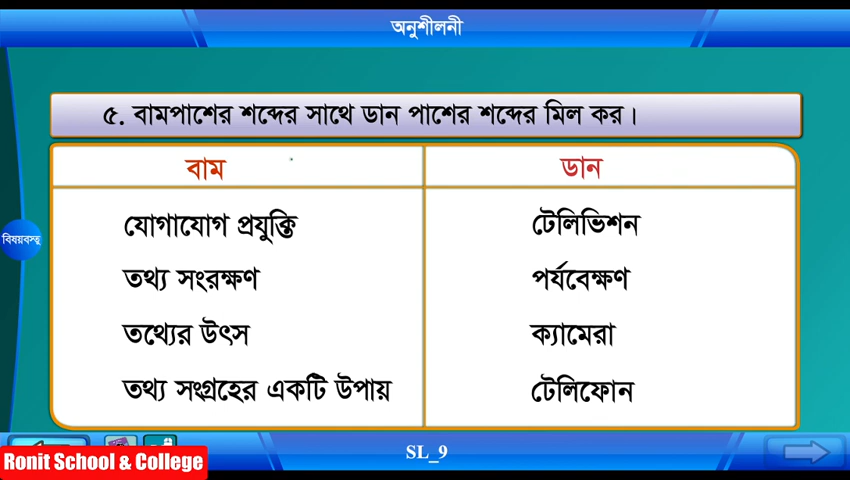 অনুশীলনী
৫. বামপাশের শব্দের সাথে ডান পাশের শব্দের মিল কর।
বাম ডান
যোগাযোগ প্রযুক্তি টেলিভিশন
তথ্য সংরক্ষণ পর্যবেক্ষণ
তথ্যের উৎস ক্যামেরা
তথ্য সংগ্রহের একটি উপায় টেলিফোন
বিষয়বস্তু
SL_9
Ronit School & College